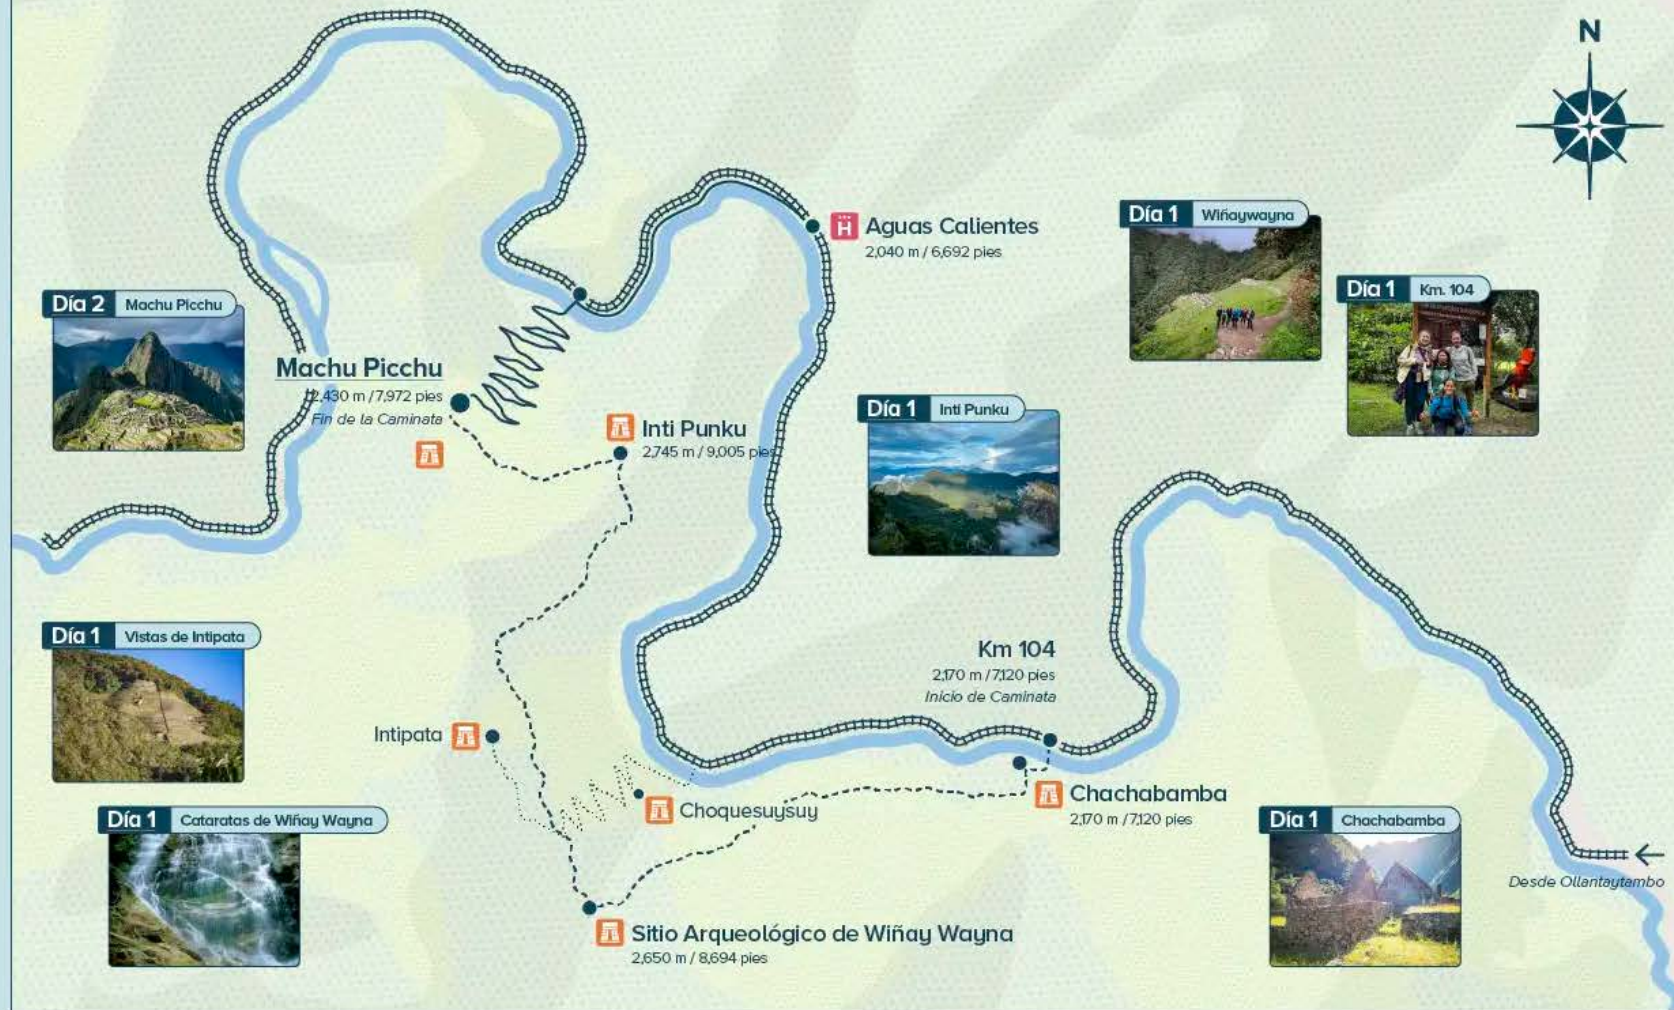 N
Aguas Calientes
2,040 m / 6,692 pies
Día 1 Wiñaywayna
Día 1 Km. 104
Día 2 Machu Picchu
Machu Picchu
2,430 m / 7,972 pies
Fin de la Caminata
Inti Punku
2,745 m / 9,005 pies
Día 1 Inti Punku
Día 1 Vistas de Intipata
Km 104
2,170 m / 7,120 pies
Inicio de Caminata
Intipata
Choquesuysuy
Chachabamba
2,170 m / 7,120 pies
Día 1 Cataratas de Wiñay Wayna
Día 1 Chachabamba
Desde Ollantaytambo
Sitio Arqueológico de Wiñay Wayna
2,650 m / 8,694 pies
H